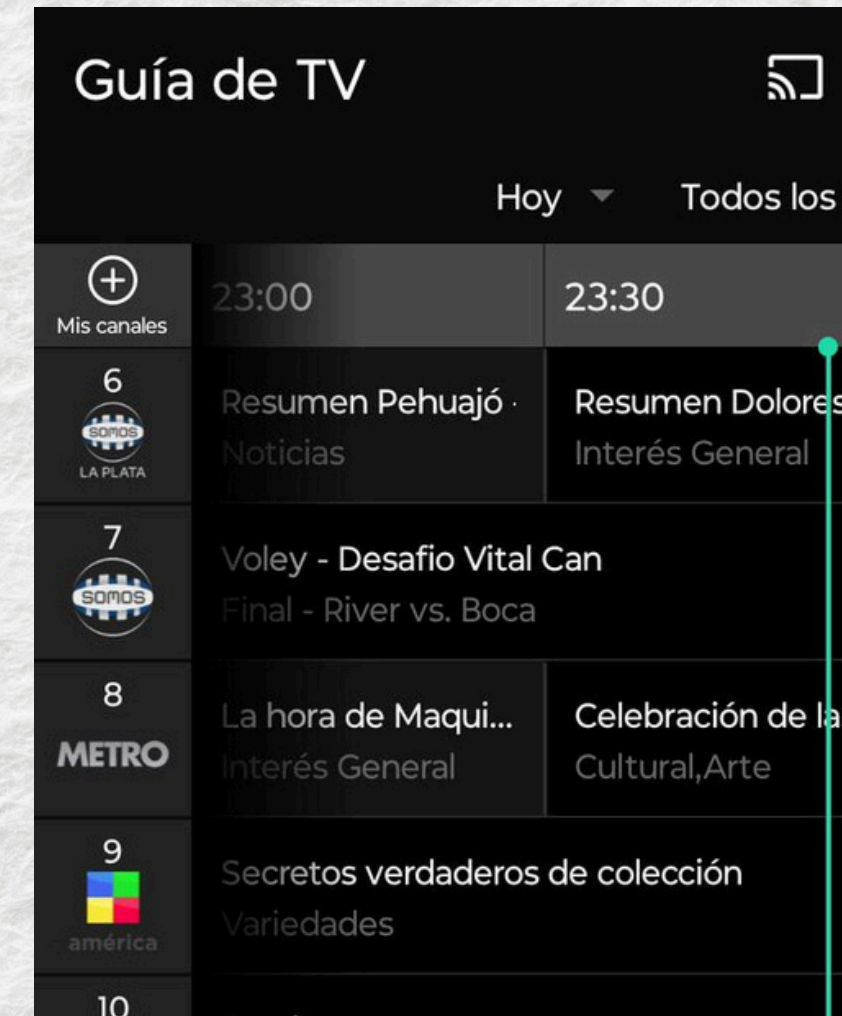 Guía de TV
Hoy Todos los
Mis canales 23:00 23:30
6
SOMOS
LA PLATA
Resumen Pehuajó
Noticias
Resumen Dolores
Interés General
7
SOMOS
Voley - Desafio Vital Can
Final - River vs. Boca
8
METRO
La hora de Maqui...
Interés General
Celebración de la
Cultural,Arte
9
américa
Secretos verdaderos de colección
Variedades
10